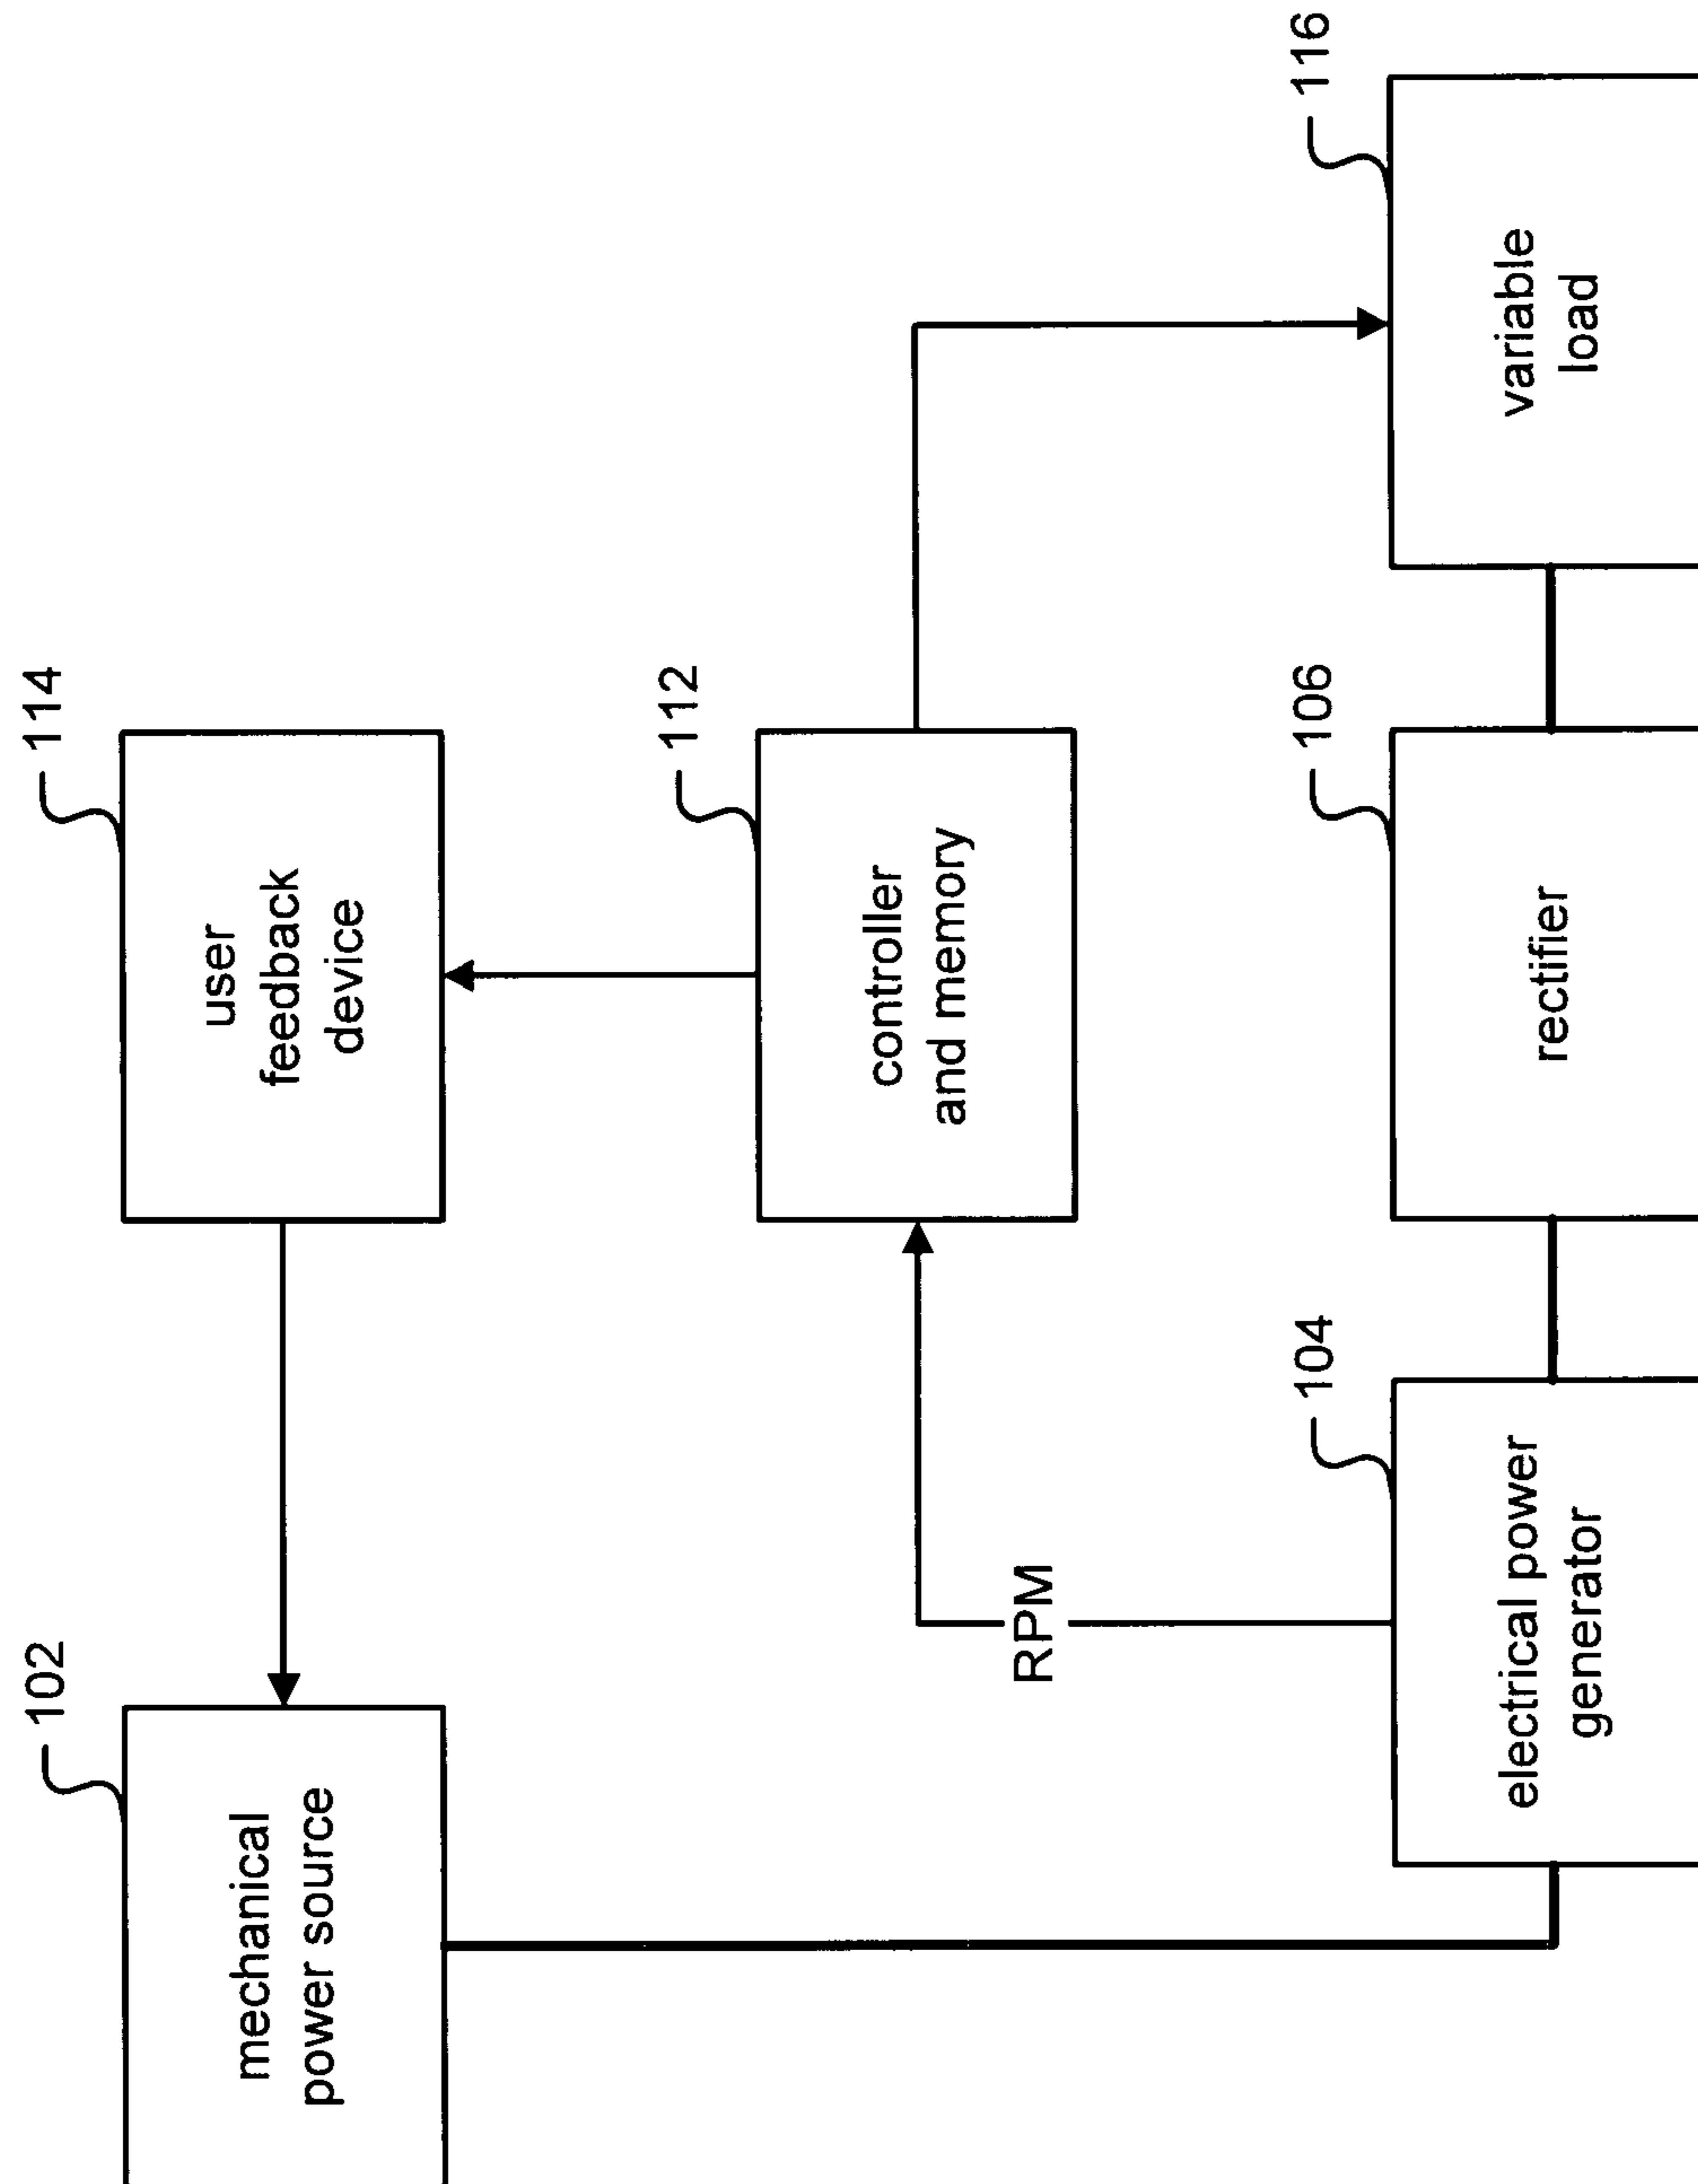 102
mechanical
power source
114
user
feedback
device
112
controller
and memory
RPM
104
electrical power
generator
106
rectifier
116
variable
load